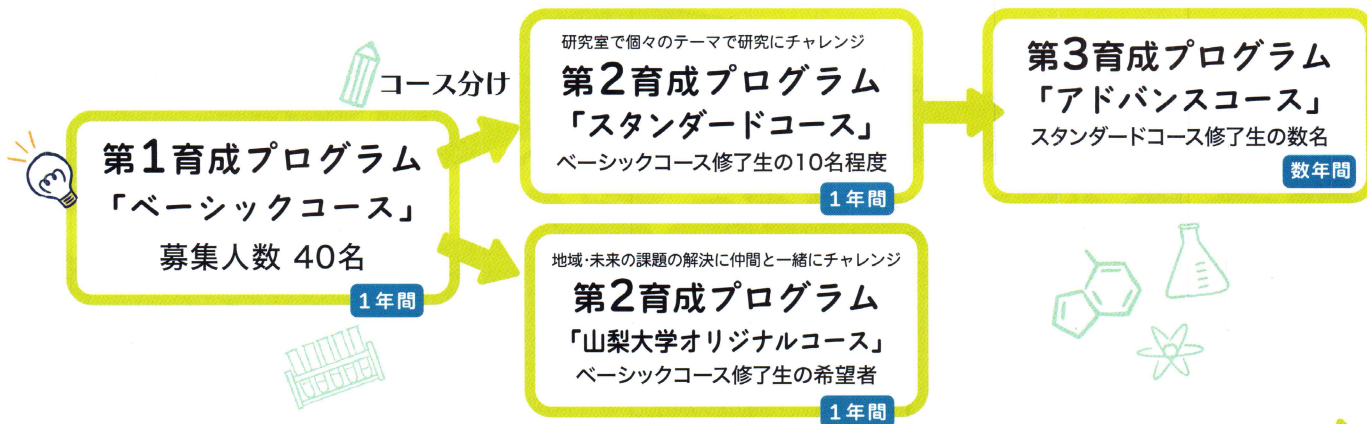 コース分け
第1育成プログラム
「ベーシックコース」
募集人数 40名
1年間
研究室で個々のテーマで研究にチャレンジ
第2育成プログラム
「スタンダードコース」
ベーシックコース修了生の10名程度
1年間
地域・未来の課題の解決に仲間と一緒にチャレンジ
第2育成プログラム
「山梨大学オリジナルコース」
ベーシックコース修了生の希望者
1年間
第3育成プログラム
「アドバンスコース」
スタンダードコース修了生の数名
数年間